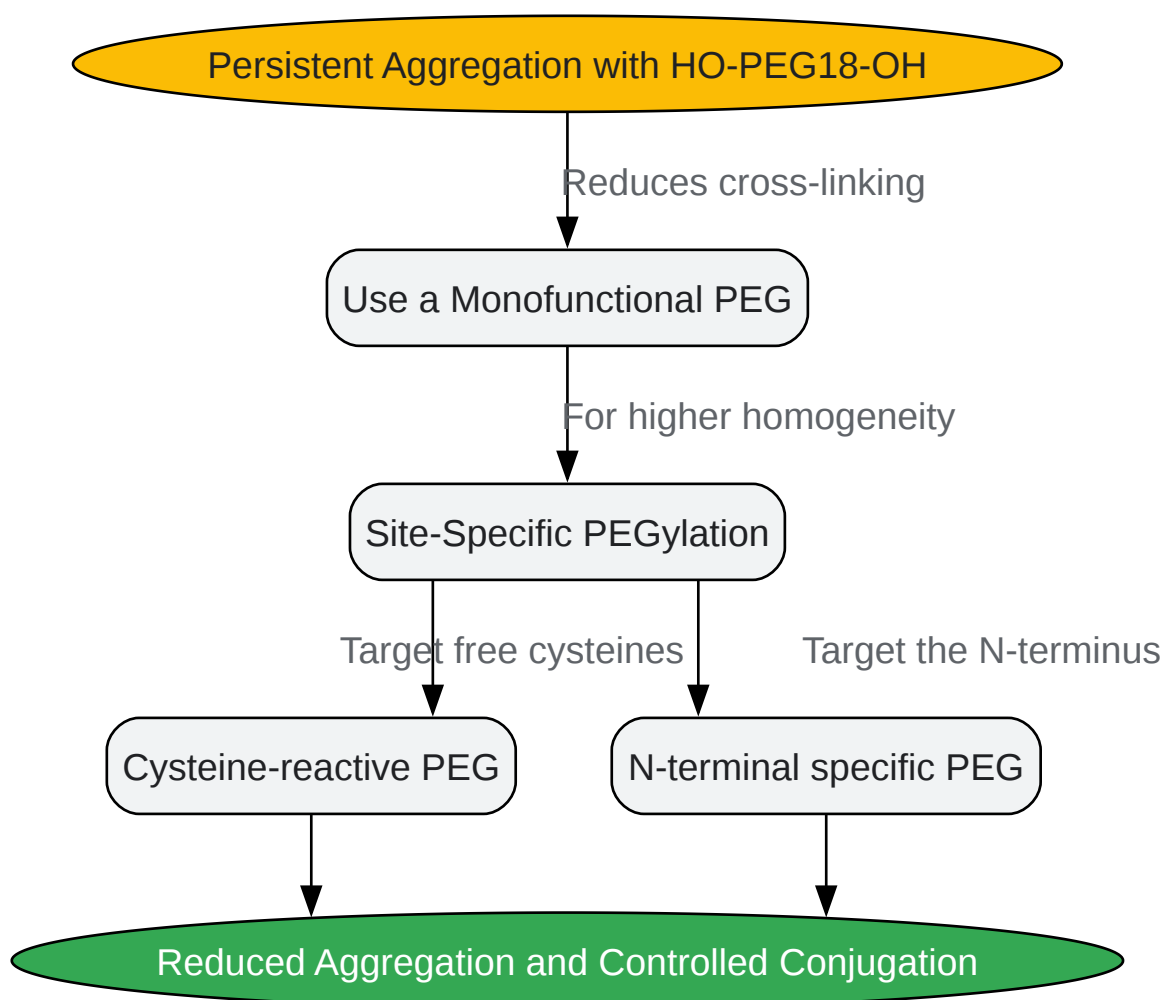 Persistent Aggregation with HO-PEG18-OH
Reduces cross-linking
Use a Monofunctional PEG
For higher homogeneity
Site-Specific PEGylation
Target free cysteines
Target the N-terminus
Cysteine-reactive PEG
N-terminal specific PEG
Reduced Aggregation and Controlled Conjugation